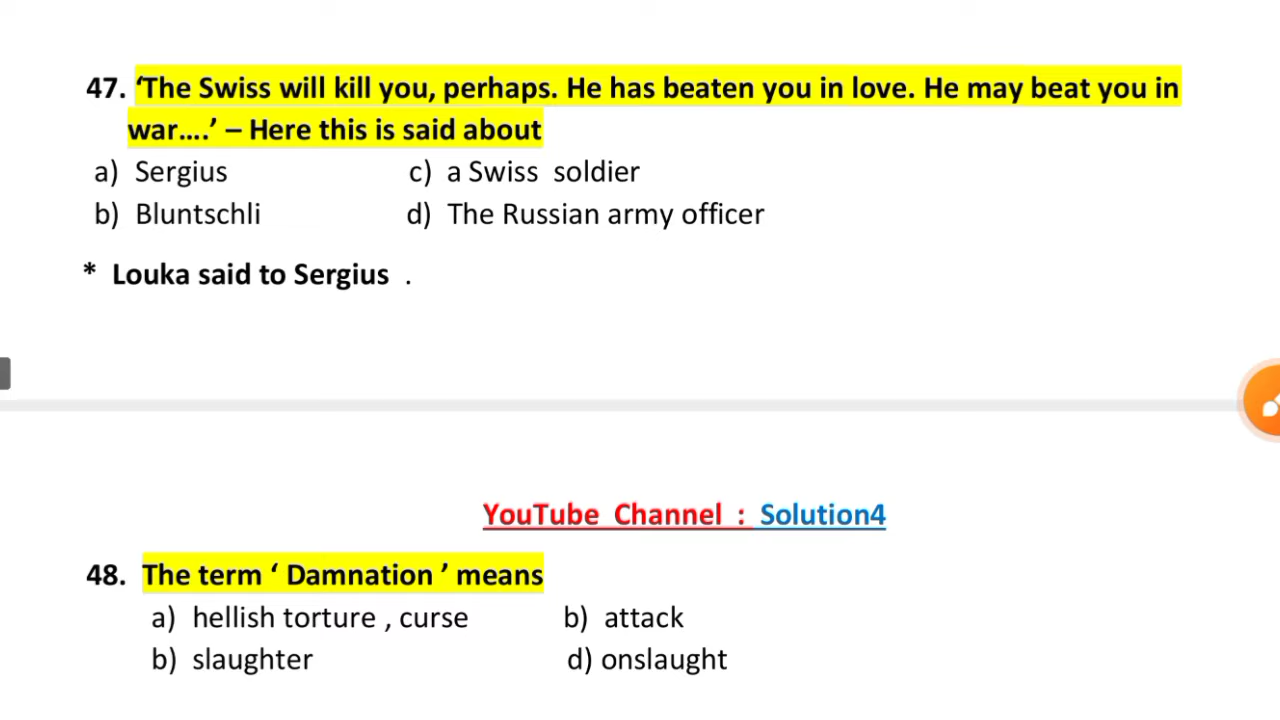 47. ‘The Swiss will kill you, perhaps. He has beaten you in love. He may beat you in
war….’ – Here this is said about
a) Sergius c) a Swiss soldier
b) Bluntschli d) The Russian army officer
* Louka said to Sergius .
YouTube Channel : Solution4
48. The term ‘ Damnation ’ means
a) hellish torture , curse b) attack
b) slaughter d) onslaught